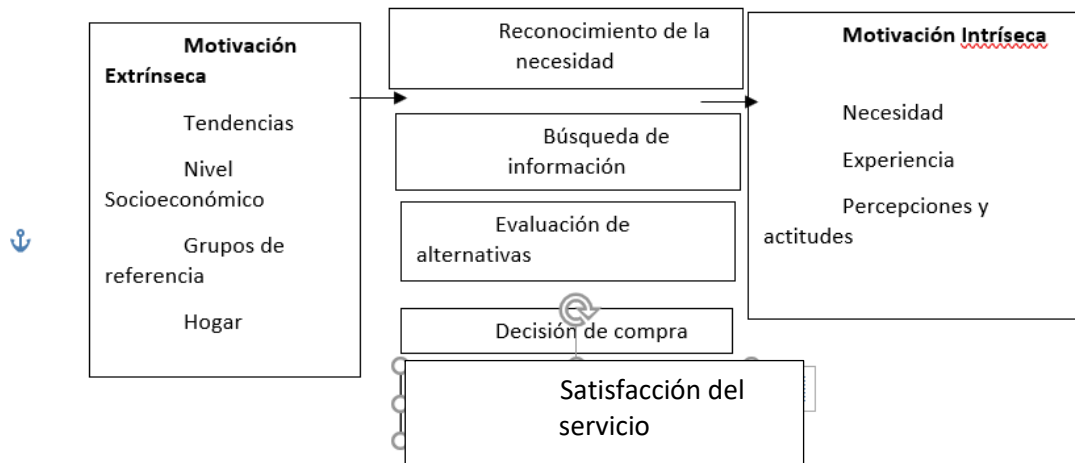 Motivación
Extrínseca
Tendencias
Nivel
Socioeconómico
Grupos de
referencia
Hogar
Reconocimiento de la
necesidad
Búsqueda de
información
Evaluación de
alternativas
Decisión de compra
Satisfacción del
servicio
Motivación Intríseca
Necesidad
Experiencia
Percepciones y
actitudes